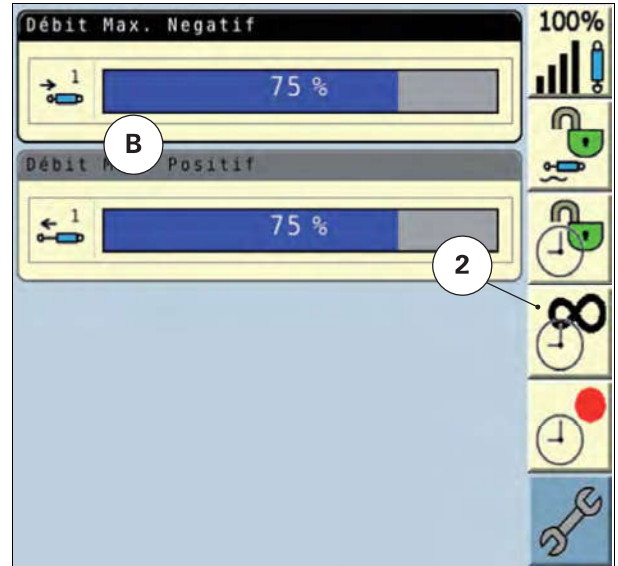 Débit Max. Negatif
100%
1
75 %
B
Débit Positif
1
75 %
2